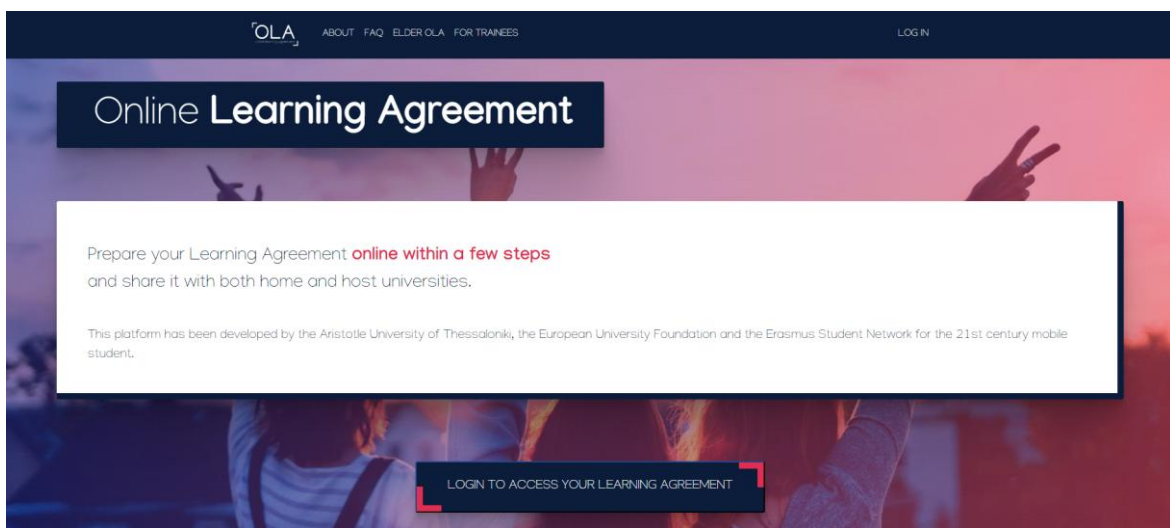 OLA
ABOUT FAQ ELDER OLA FOR TRAINEES
LOG IN
Online Learning Agreement
Prepare your Learning Agreement online within a few steps
and share it with both home and host universities.
This platform has been developed by the Aristotle University of Thessaloniki, the European University Foundation and the Erasmus Student Network for the 21st century mobile
student.
LOGIN TO ACCESS YOUR LEARNING AGREEMENT